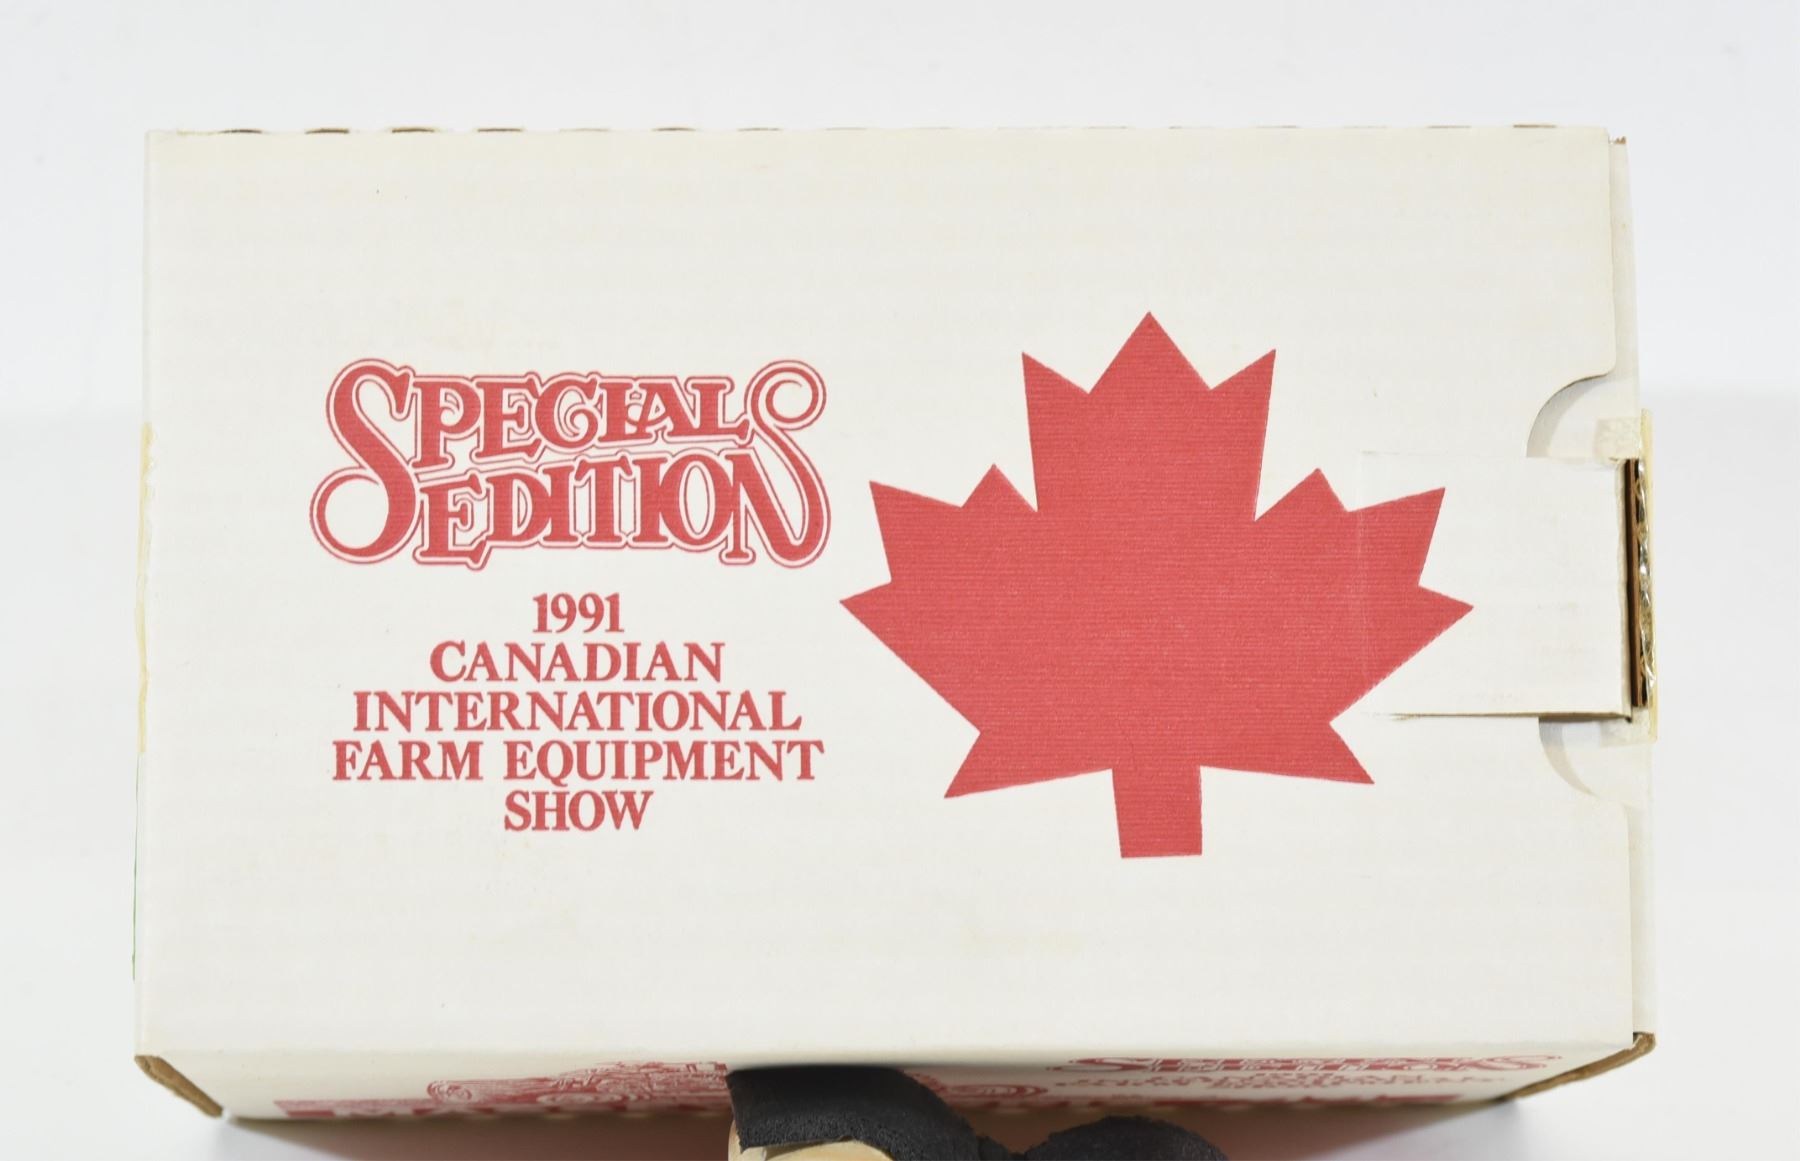 SPECIAL
EDITION
1991
CANADIAN
INTERNATIONAL
FARM EQUIPMENT
SHOW